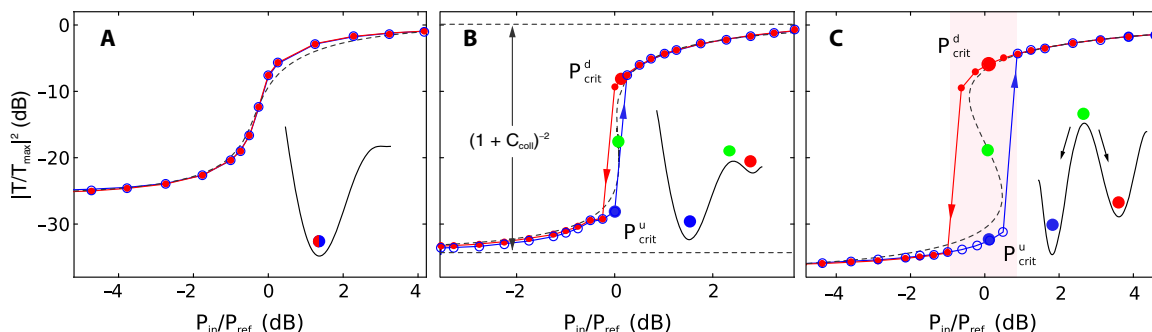 A
B
C
0
−10
−20
−30
|T/T_max|² (dB)
−4 −2 0 2 4
P_in/P_ref (dB)
P^d_crit
(1 + C_coll)⁻²
P^u_crit
−2 0 2
P_in/P_ref (dB)
P^d_crit
P^u_crit
−4 −2 0 2 4
P_in/P_ref (dB)